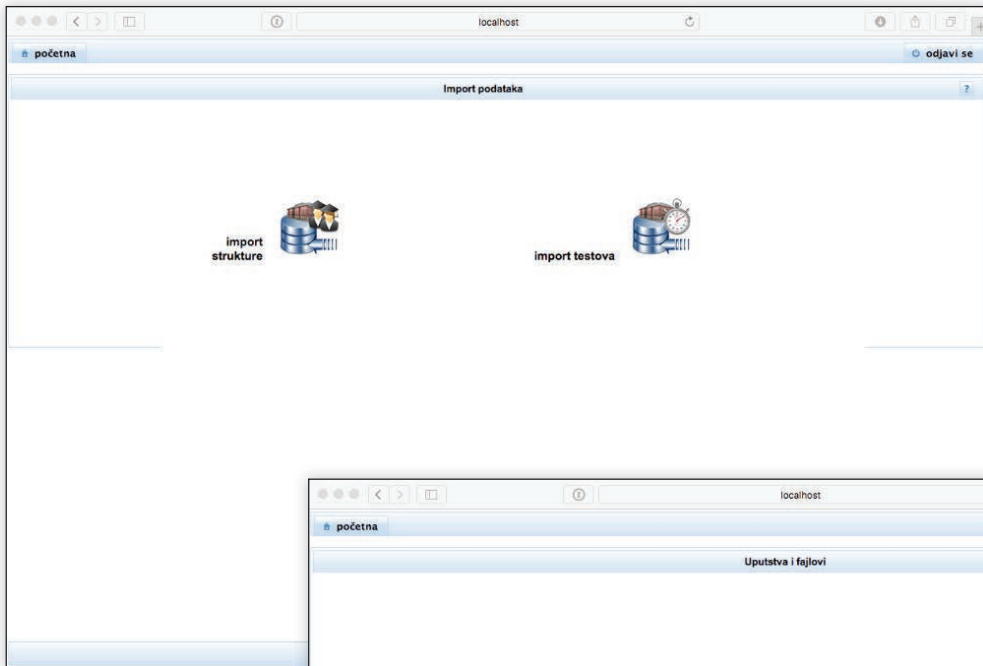 localhost
početna
odjavi se
Import podataka
?
import
strukture
import testova
localhost
početna
Uputstva i fajlovi